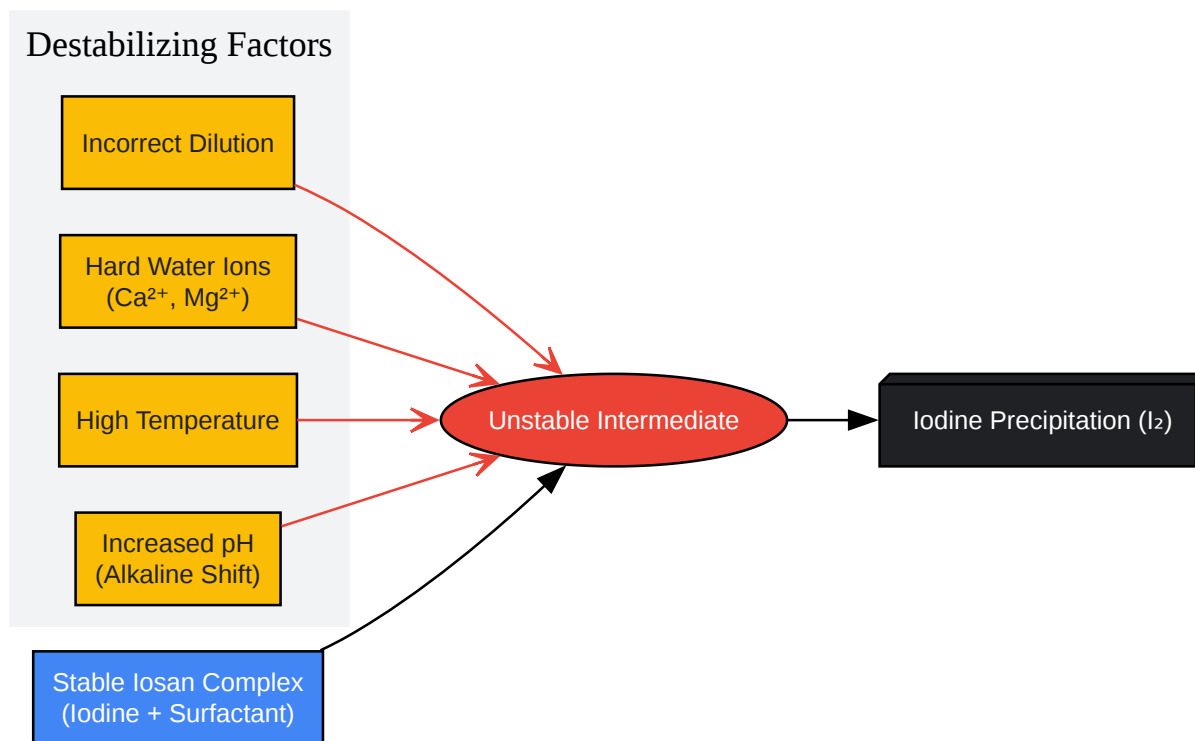 Destabilizing Factors
Incorrect Dilution
Hard Water Ions
(Ca²⁺, Mg²⁺)
High Temperature
Increased pH
(Alkaline Shift)
Stable Iosan Complex
(Iodine + Surfactant)
Unstable Intermediate
Iodine Precipitation (I₂)